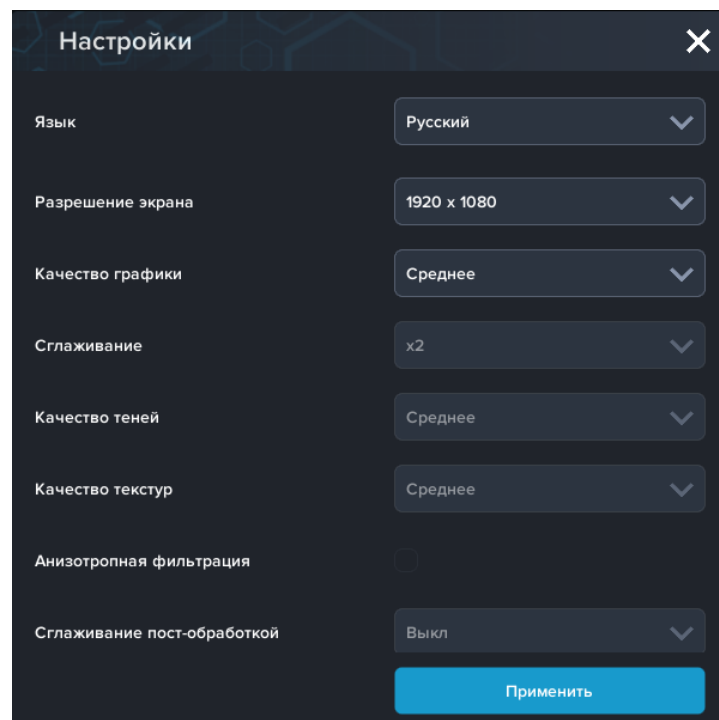 Настройки
Язык Русский
Разрешение экрана 1920 x 1080
Качество графики Среднее
Сглаживание x2
Качество теней Среднее
Качество текстур Среднее
Анизотропная фильтрация
Сглаживание пост-обработкой Выкл
Применить